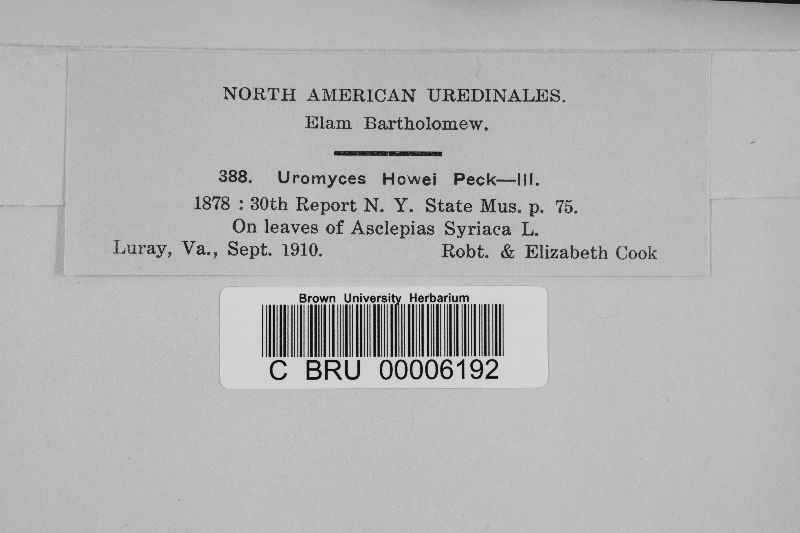 NORTH AMERICAN UREDINALES.
Elam Bartholomew.
388. Uromyces Howei Peck—III.
1878 : 30th Report N. Y. State Mus. p. 75.
On leaves of Asclepias Syriaca L.
Luray, Va., Sept. 1910. Robt. & Elizabeth Cook
Brown University Herbarium
C BRU 00006192